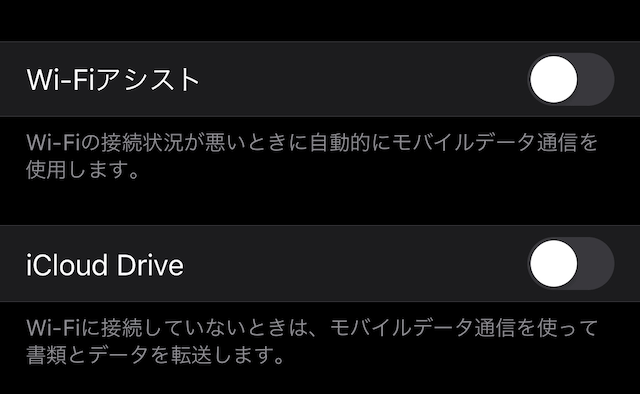 Wi-Fiアシスト
Wi-Fiの接続状況が悪いときに自動的にモバイルデータ通信を
使用します。
iCloud Drive
Wi-Fiに接続していないときは、モバイルデータ通信を使って
書類とデータを転送します。